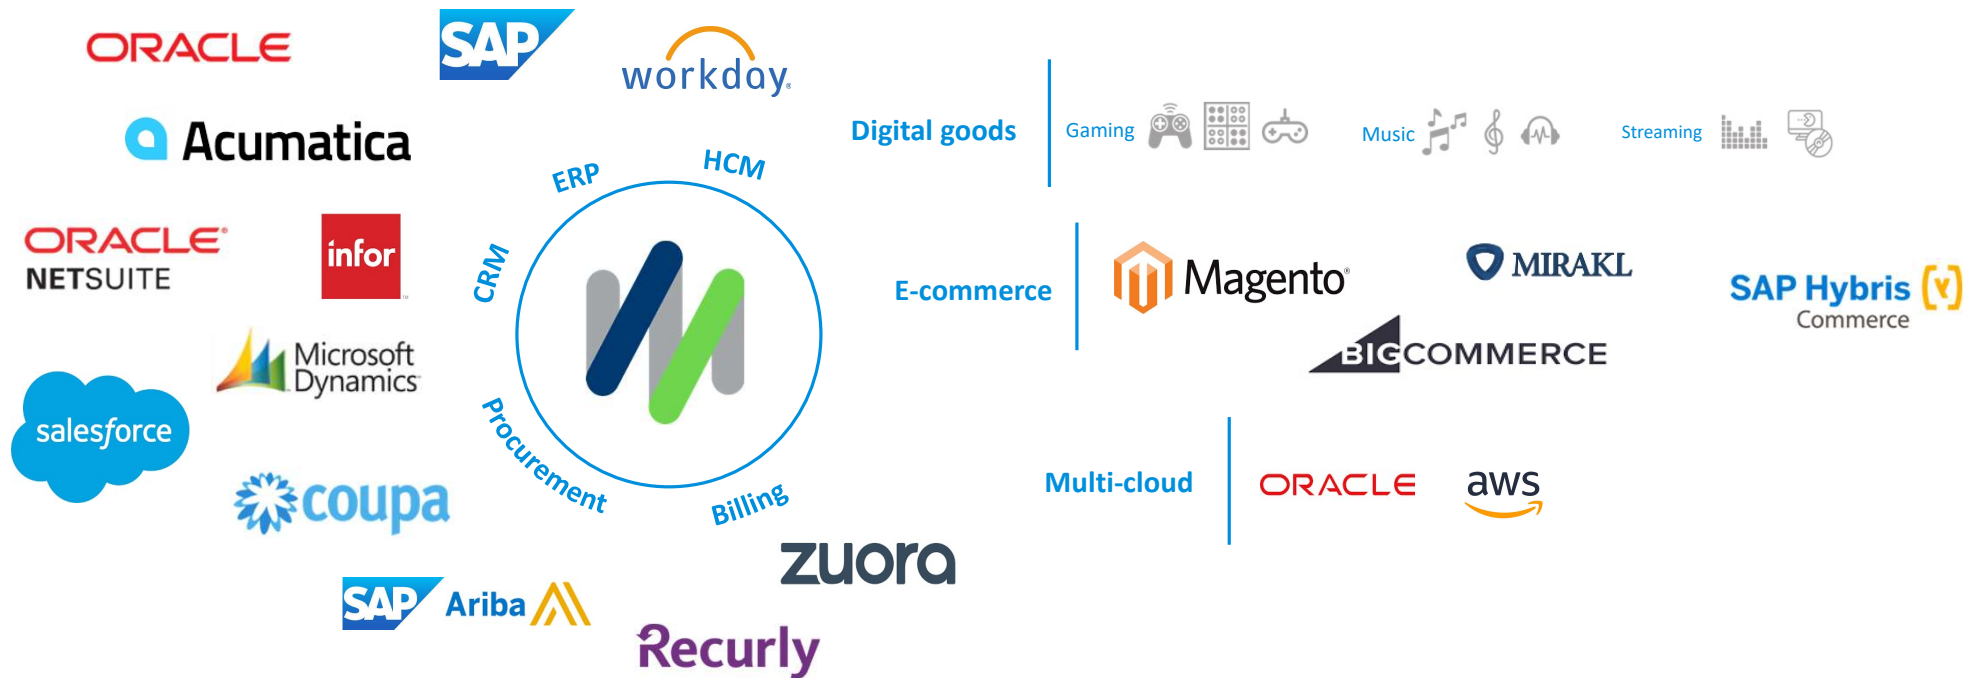 ORACLE
SAP
workday
Acumatica
ERP
HCM
CRM
Procurement
Billing
ORACLE
NETSUITE
infor
Microsoft
Dynamics
salesforce
coupa
SAP Ariba
zuora
Recurly
Digital goods
Gaming
Music
Streaming
E-commerce
Magento
MIRAKL
BIGCOMMERCE
SAP Hybris
Commerce
Multi-cloud
ORACLE
aws